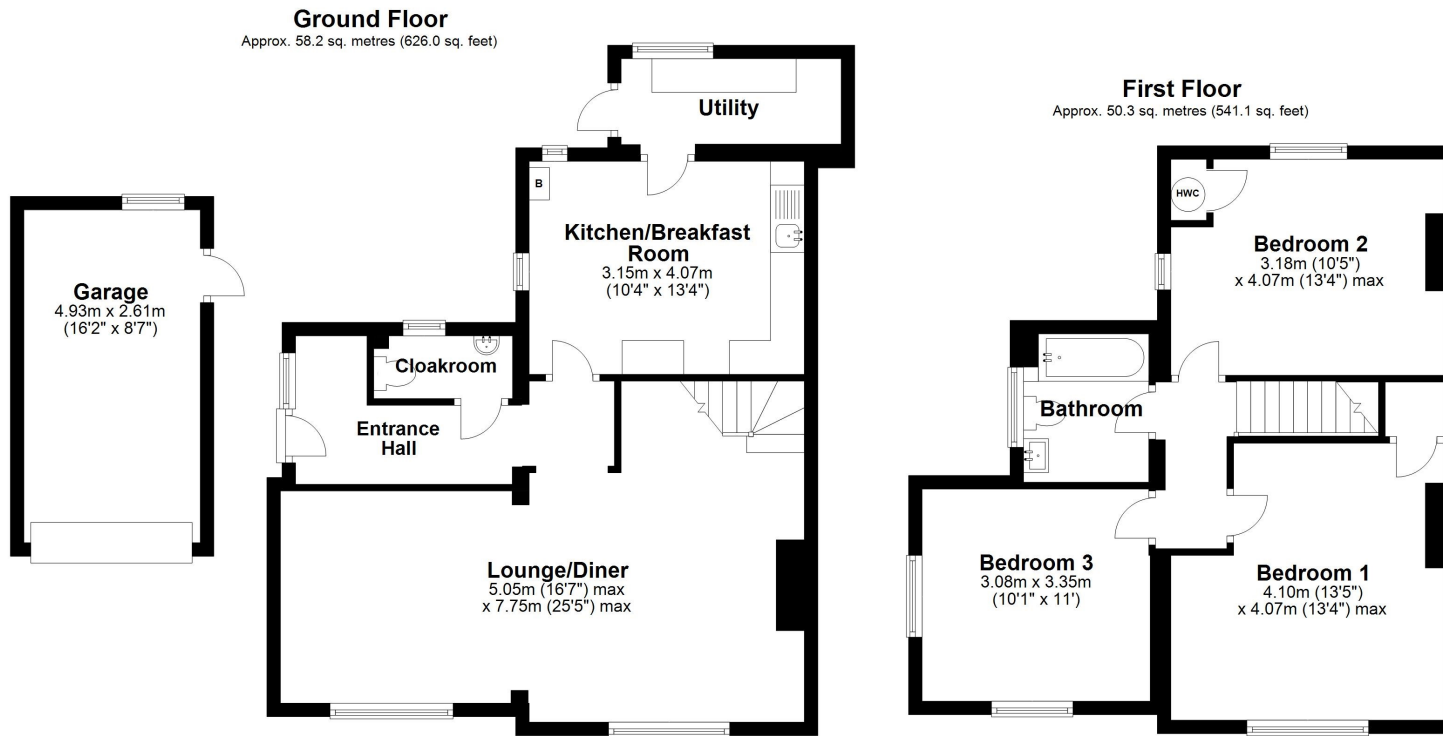 Ground Floor
Approx. 58.2 sq. metres (626.0 sq. feet)
Utility
B
Kitchen/Breakfast
Room
3.15m x 4.07m
(10'4" x 13'4")
Garage
4.93m x 2.61m
(16'2" x 8'7")
Cloakroom
Entrance
Hall
Lounge/Diner
5.05m (16'7") max
x 7.75m (25'5") max
First Floor
Approx. 50.3 sq. metres (541.1 sq. feet)
HWC
Bedroom 2
3.18m (10'5")
x 4.07m (13'4") max
Bathroom
Bedroom 3
3.08m x 3.35m
(10'1" x 11')
Bedroom 1
4.10m (13'5")
x 4.07m (13'4") max